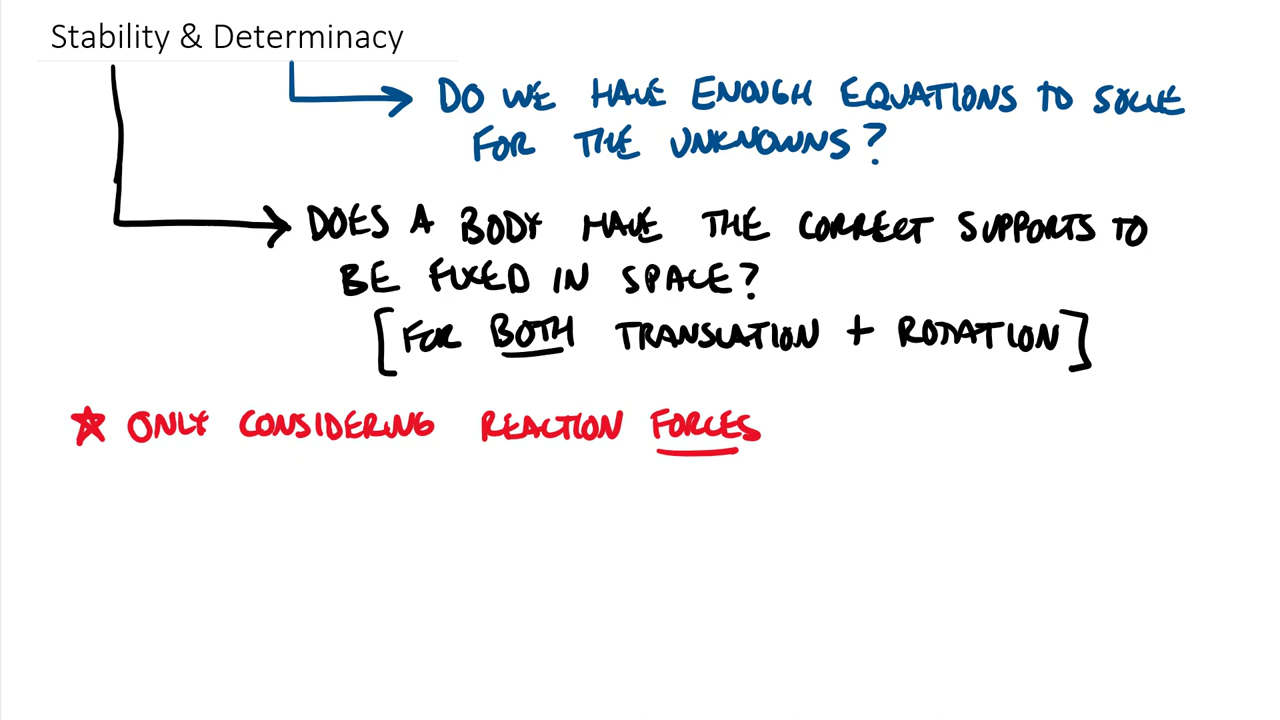 Stability & Determinacy
DO WE HAVE ENOUGH EQUATIONS TO SOLVE
FOR THE UNKNOWNS?
DOES A BODY HAVE THE CORRECT SUPPORTS TO
BE FIXED IN SPACE?
[FOR BOTH TRANSLATION + ROTATION]
☆ ONLY CONSIDERING REACTION FORCES